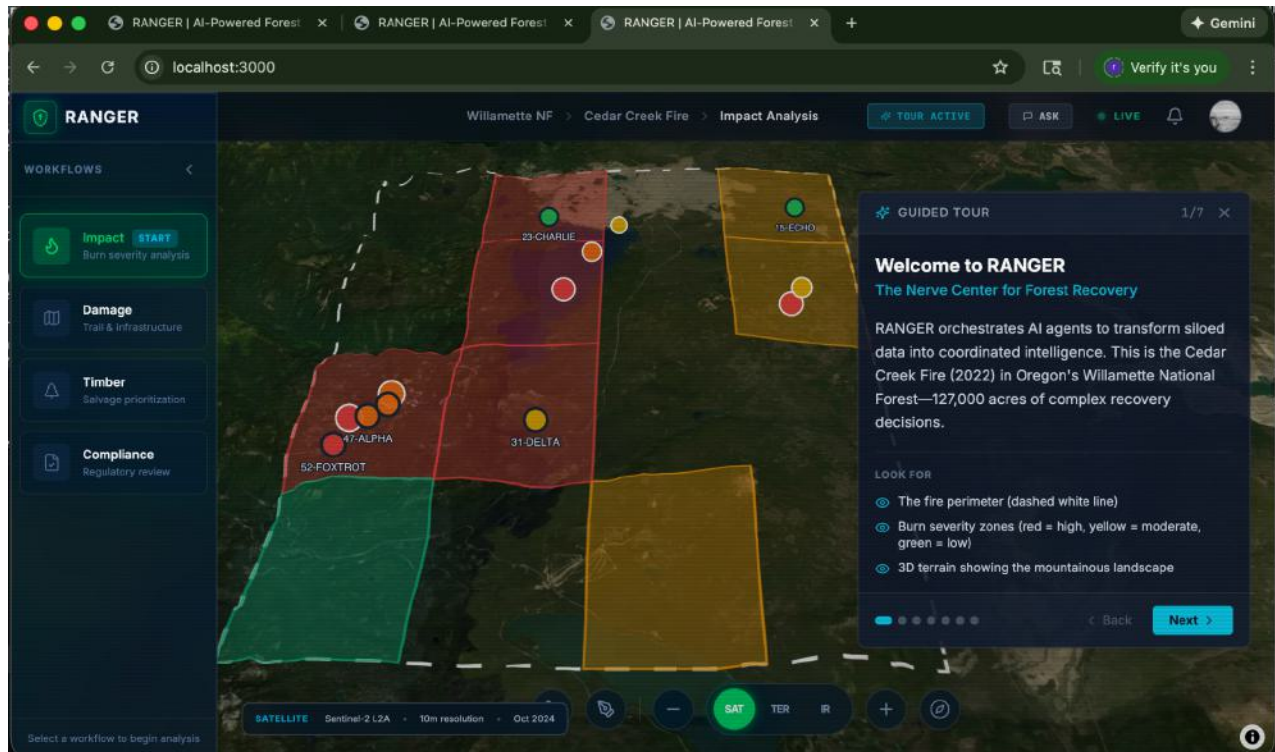 RANGER | AI-Powered Forest
RANGER | AI-Powered Forest
RANGER | AI-Powered Forest
Gemini
localhost:3000
Verify it's you
RANGER
Willamette NF > Cedar Creek Fire > Impact Analysis
TOUR ACTIVE
ASK
LIVE
WORKFLOWS
Impact START
Burn severity analysis
Damage
Trail & infrastructure
Timber
Salvage prioritization
Compliance
Regulatory review
Select a workflow to begin analysis
23-CHARLIE
15-ECHO
47-ALPHA
52-FOXTROT
31-DELTA
GUIDED TOUR
1/7
Welcome to RANGER
The Nerve Center for Forest Recovery
RANGER orchestrates AI agents to transform siloed
data into coordinated intelligence. This is the Cedar
Creek Fire (2022) in Oregon's Willamette National
Forest—127,000 acres of complex recovery
decisions.
LOOK FOR
The fire perimeter (dashed white line)
Burn severity zones (red = high, yellow = moderate,
green = low)
3D terrain showing the mountainous landscape
< Back
Next >
SATELLITE Sentinel-2 L2A • 10m resolution • Oct 2024
SAT
TER
IR